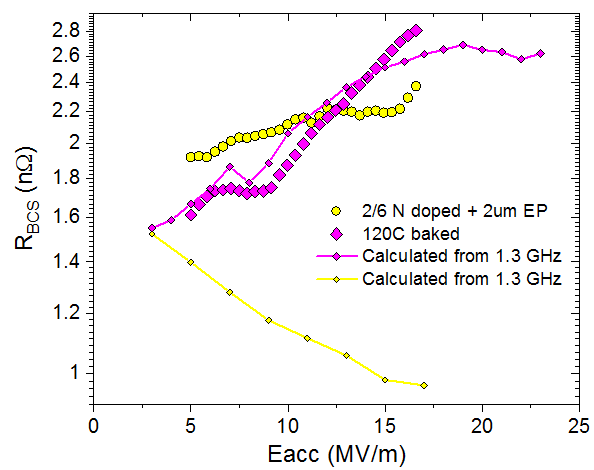 2.8
2.6
2.4
2.2
2
1.8
1.6
1.4
1.2
1
R_BCS (nΩ)
2/6 N doped + 2um EP
120C baked
Calculated from 1.3 GHz
Calculated from 1.3 GHz
0 5 10 15 20 25
Eacc (MV/m)